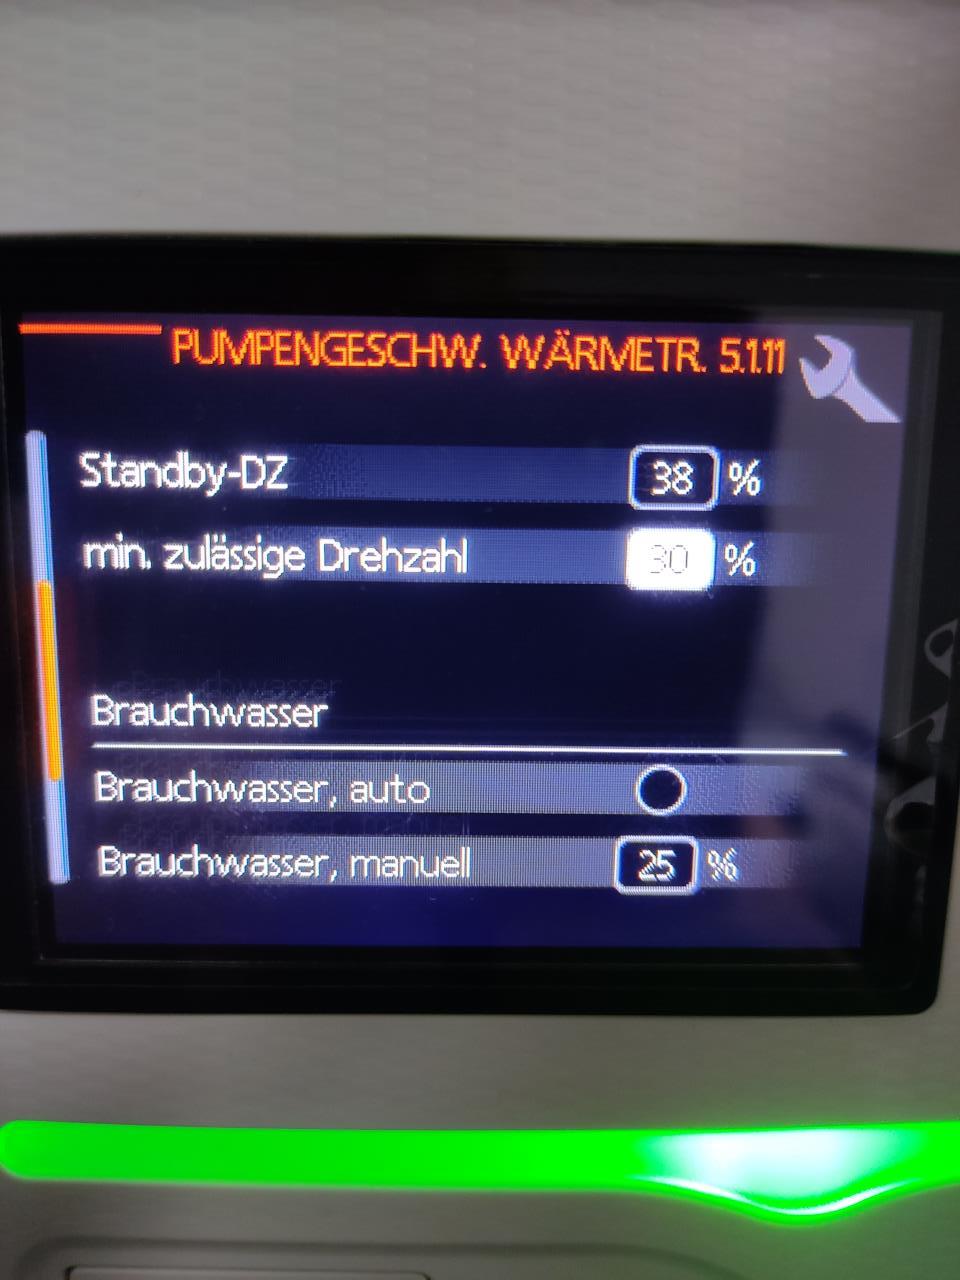 PUMPENGESCHW. WÄRMETR. 5.1.11
Standby-DZ 38 %
min. zulässige Drehzahl 30 %
Brauchwasser
Brauchwasser, auto
Brauchwasser, manuell 25 %